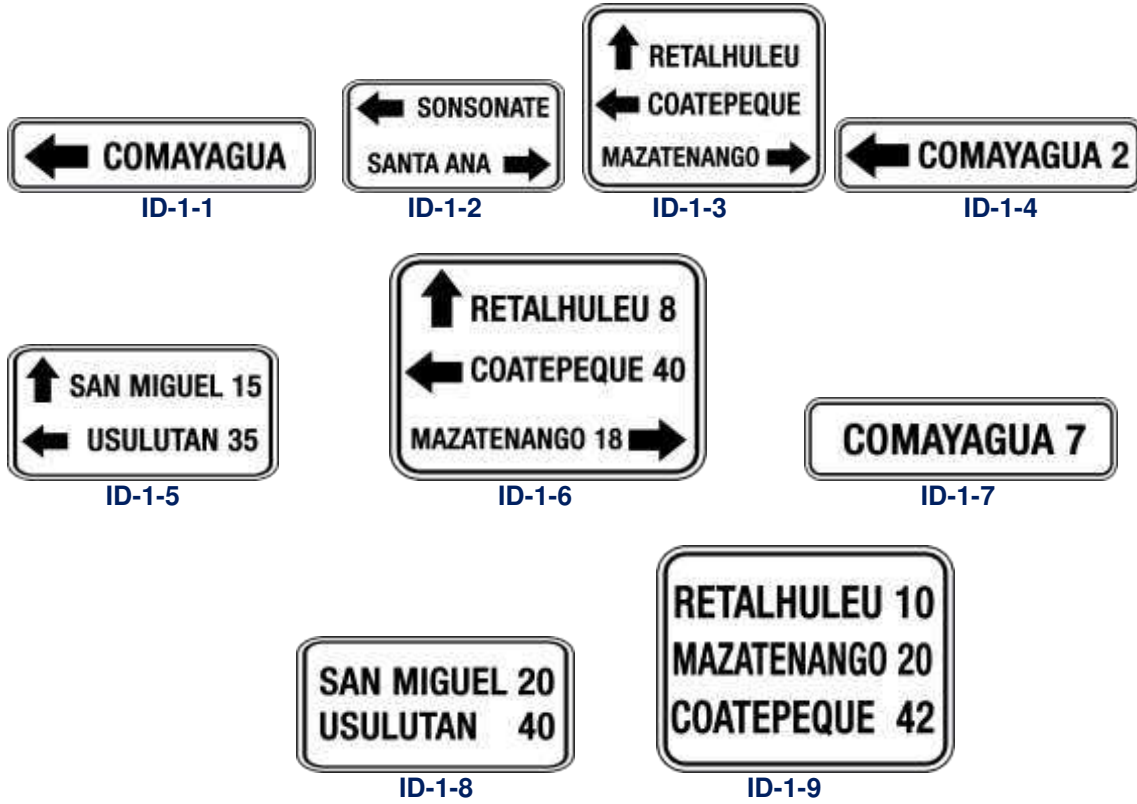 COMAYAGUA
ID-1-1
SONSONATE
SANTA ANA
ID-1-2
RETALHULEU
COATEPEQUE
MAZATENANGO
ID-1-3
COMAYAGUA 2
ID-1-4
SAN MIGUEL 15
USULUTAN 35
ID-1-5
RETALHULEU 8
COATEPEQUE 40
MAZATENANGO 18
ID-1-6
COMAYAGUA 7
ID-1-7
SAN MIGUEL 20
USULUTAN 40
ID-1-8
RETALHULEU 10
MAZATENANGO 20
COATEPEQUE 42
ID-1-9